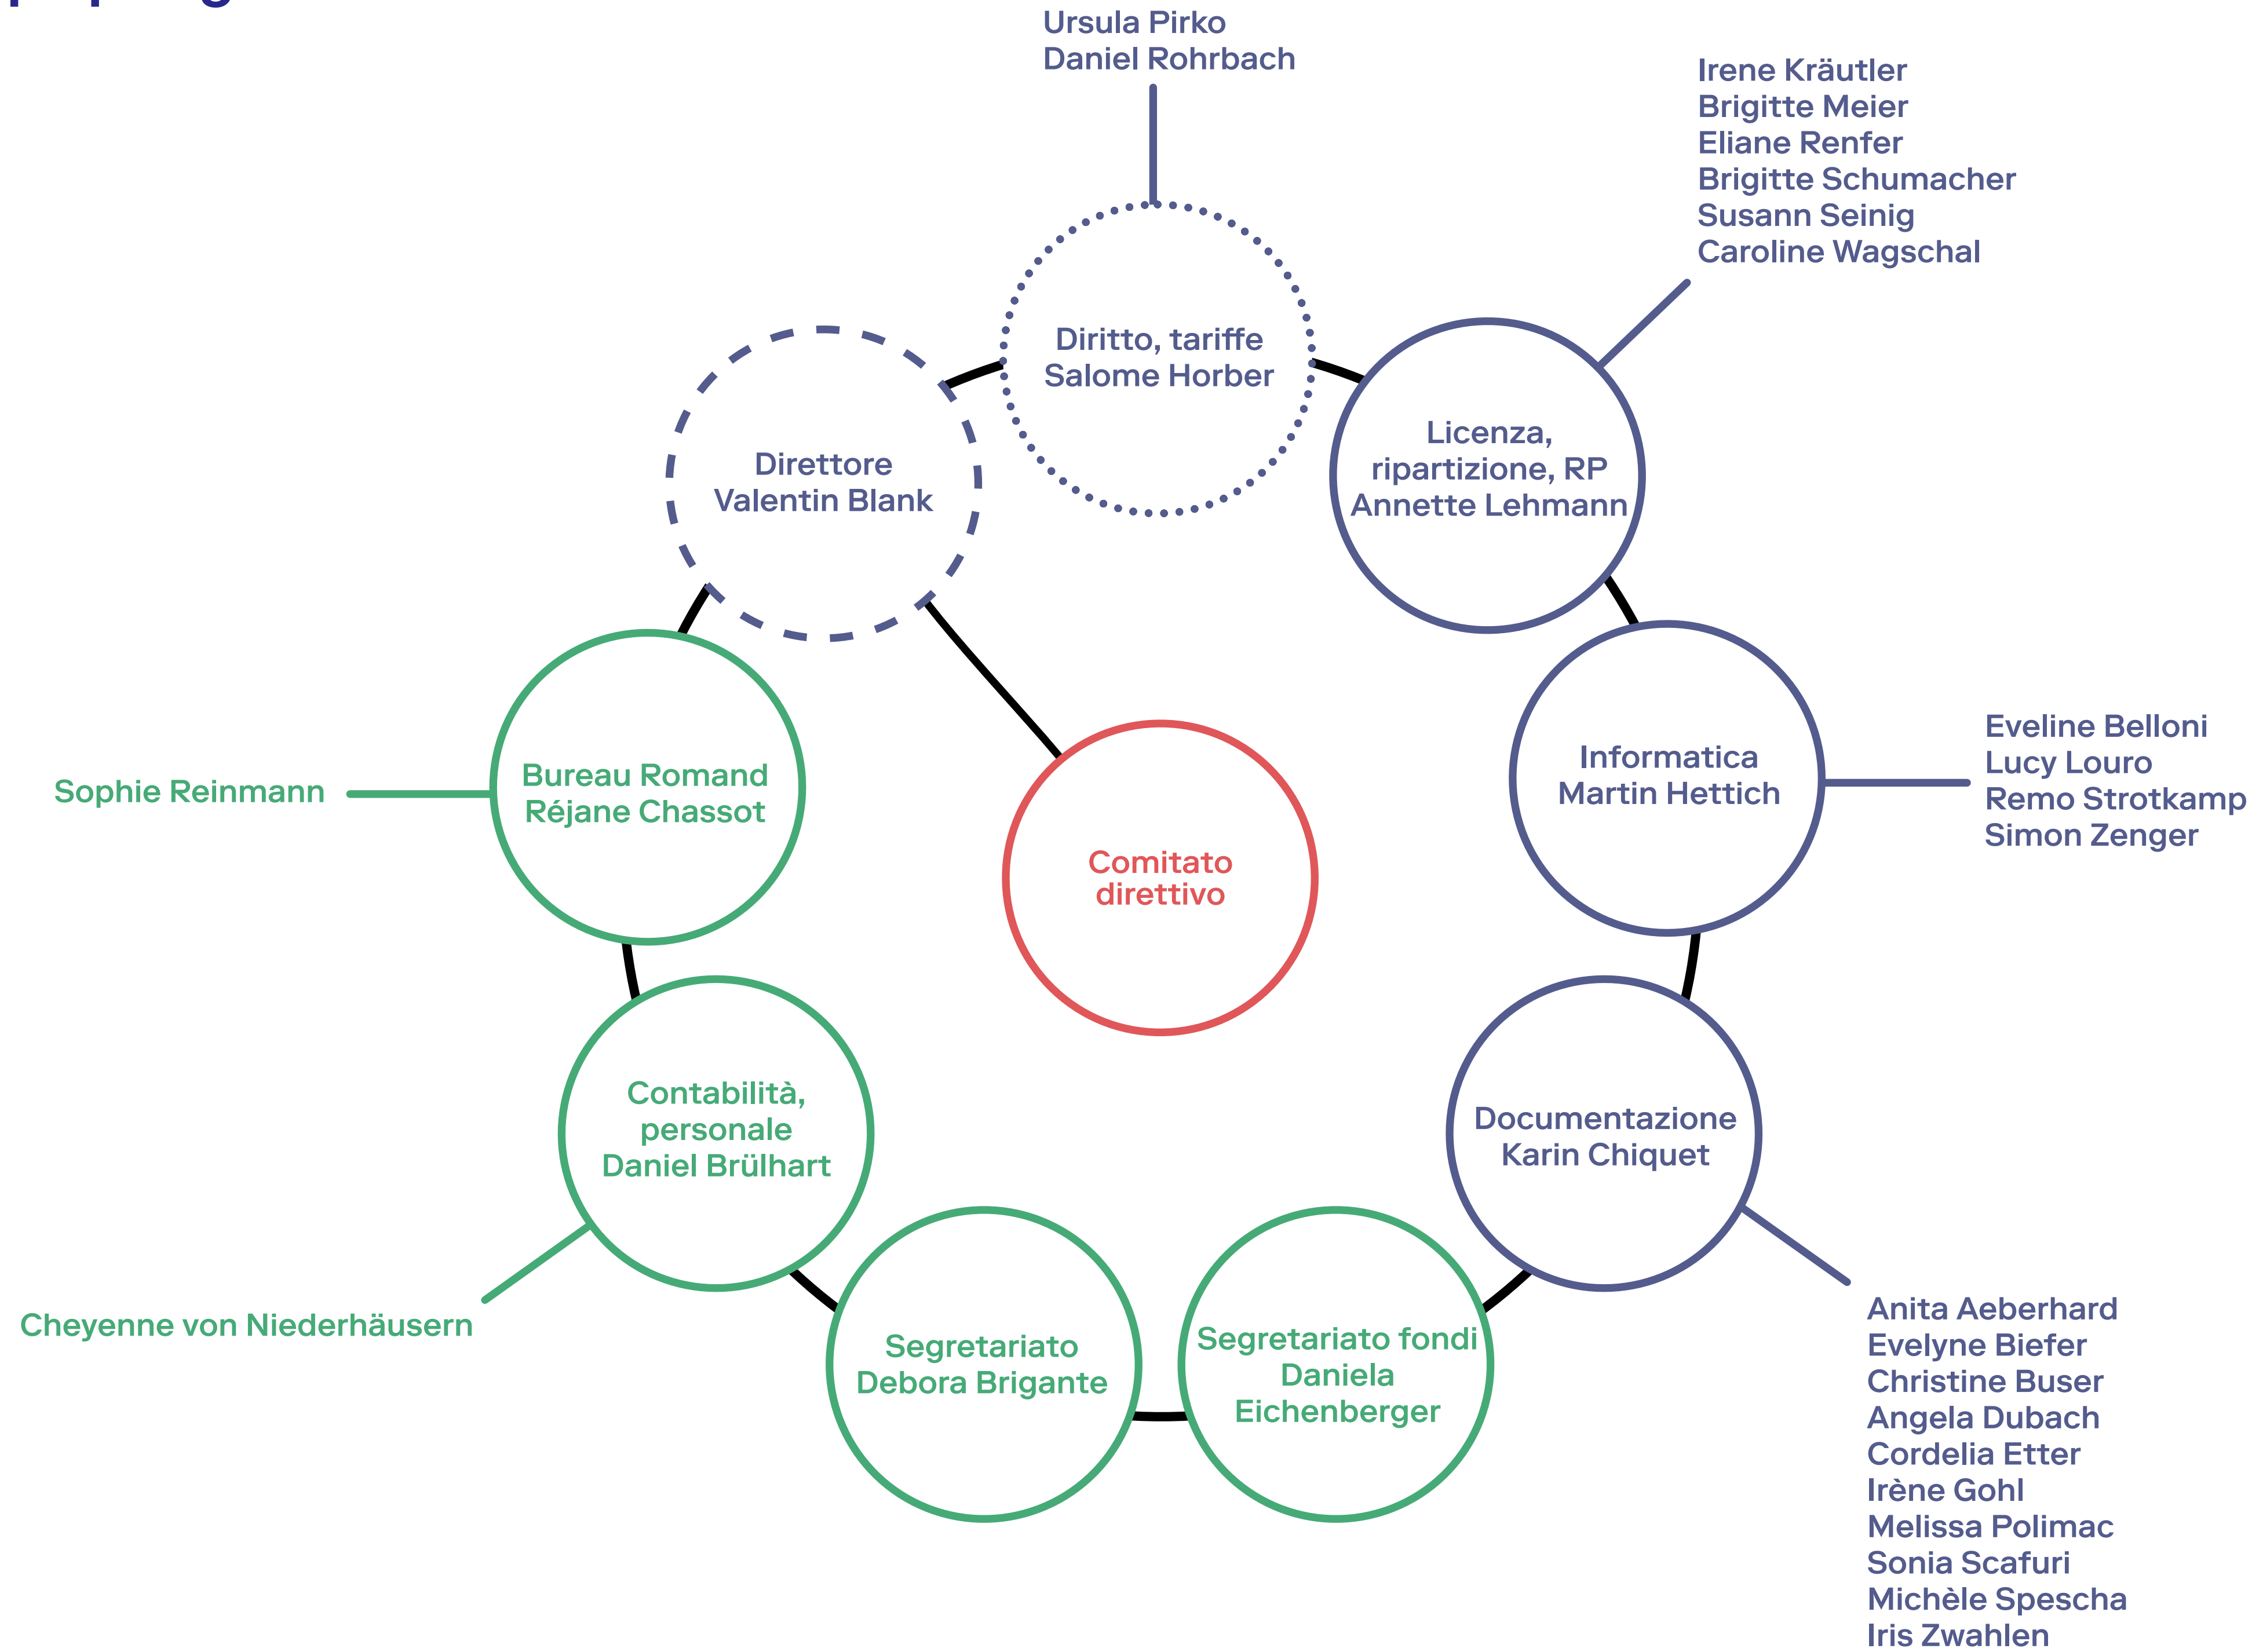 Ursula Pirko
Daniel Rohrbach
Irene Kräutler
Brigitte Meier
Eliane Renfer
Brigitte Schumacher
Susann Seinig
Caroline Wagschal
Diritto, tariffe
Salome Horber
Direttore
Valentin Blank
Licenza,
ripartizione, RP
Annette Lehmann
Informatica
Martin Hettich
Eveline Belloni
Lucy Louro
Remo Strotkamp
Simon Zenger
Sophie Reinmann
Bureau Romand
Réjane Chassot
Comitato
direttivo
Contabilità,
personale
Daniel Brülhart
Documentazione
Karin Chiquet
Cheyenne von Niederhäusern
Segretariato
Debora Brigante
Segretariato fondi
Daniela
Eichenberger
Anita Aeberhard
Evelyne Biefer
Christine Buser
Angela Dubach
Cordelia Etter
Irène Gohl
Melissa Polimac
Sonia Scafuri
Michèle Spescha
Iris Zwahlen